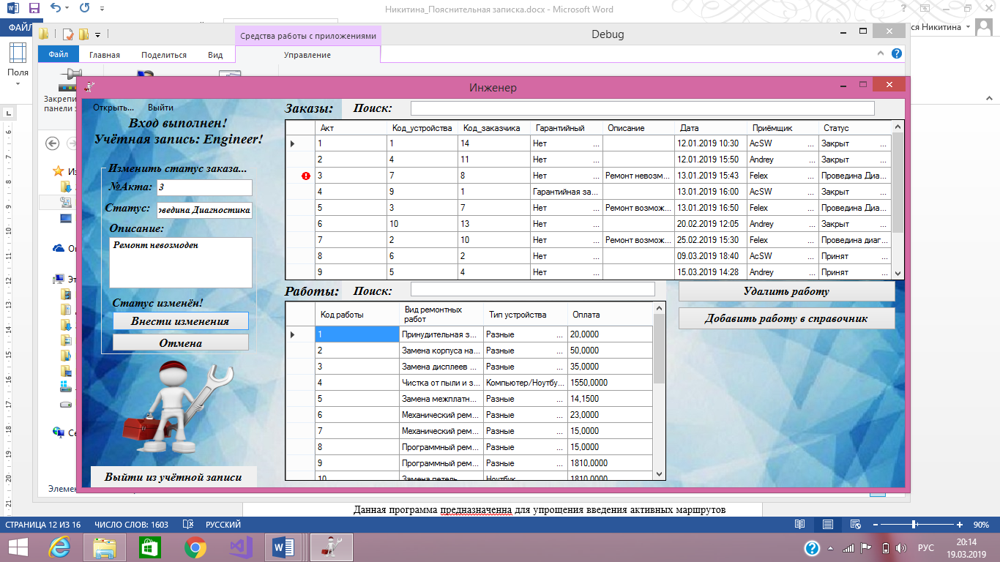 Никитина_Пояснительная записка.docx - Microsoft Word
ФАЙЛ
ся Никитина
Средства работы с приложениями
Debug
Файл
Главная
Поделиться
Вид
Управление
Поля
Инженер
Открыть...
Выйти
Вход выполнен!
Учётная запись: Engineer!
Изменить статус заказа...
№Акта: 3
Статус: оведина Диагностика
Описание:
Ремонт невозмоден
Статус изменён!
Внести изменения
Отмена
Выйти из учётной записи
Заказы: Поиск:
Акт Код_устройства Код_заказчика Гарантийный Описание Дата Приёмщик Статус
1 1 14 Нет ... 12.01.2019 10:30 AcSW ... Закрыт ...
2 4 11 Нет ... 12.01.2019 15:50 Andrey ... Закрыт ...
3 7 8 Нет ... Ремонт невозм... 13.01.2019 15:43 Felex ... Проведина Диа...
4 9 1 Гарантийная за... 13.01.2019 16:00 AcSW ... Закрыт ...
5 3 7 Нет ... Ремонт возмож... 13.01.2019 16:50 Felex ... Проведина Диа...
6 10 13 Нет ... 20.02.2019 12:05 Andrey ... Закрыт ...
7 2 10 Нет ... Ремонт возмож... 25.02.2019 15:30 Felex ... Проведина диаг...
8 6 2 Нет ... 09.03.2019 18:40 AcSW ... Принят ...
9 5 4 Нет ... 15.03.2019 14:28 Andrey ... Принят ...
Работы: Поиск:
Удалить работу
Добавить работу в справочник
Код работы Вид ремонтных работ Тип устройства Оплата
1 Принудительная з... Разные ... 20,0000
2 Замена корпуса на... Разные ... 50,0000
3 Замена дисплеев ... Разные ... 35,0000
4 Чистка от пыли и з... Компьютер/Ноутбу... 1550,0000
5 Замена межплатн... Разные ... 14,1500
6 Механический рем... Разные ... 23,0000
7 Механический рем... Разные ... 15,0000
8 Программный рем... Разные ... 15,0000
9 Программный рем... Разные ... 1810,0000
10 Замена петель Ноутбук 1810,0000
Данная программа предназначенна для упрощения введения активных маршрутов
СТРАНИЦА 12 ИЗ 16
ЧИСЛО СЛОВ: 1603
РУССКИЙ
90%
РУС
20:14
19.03.2019